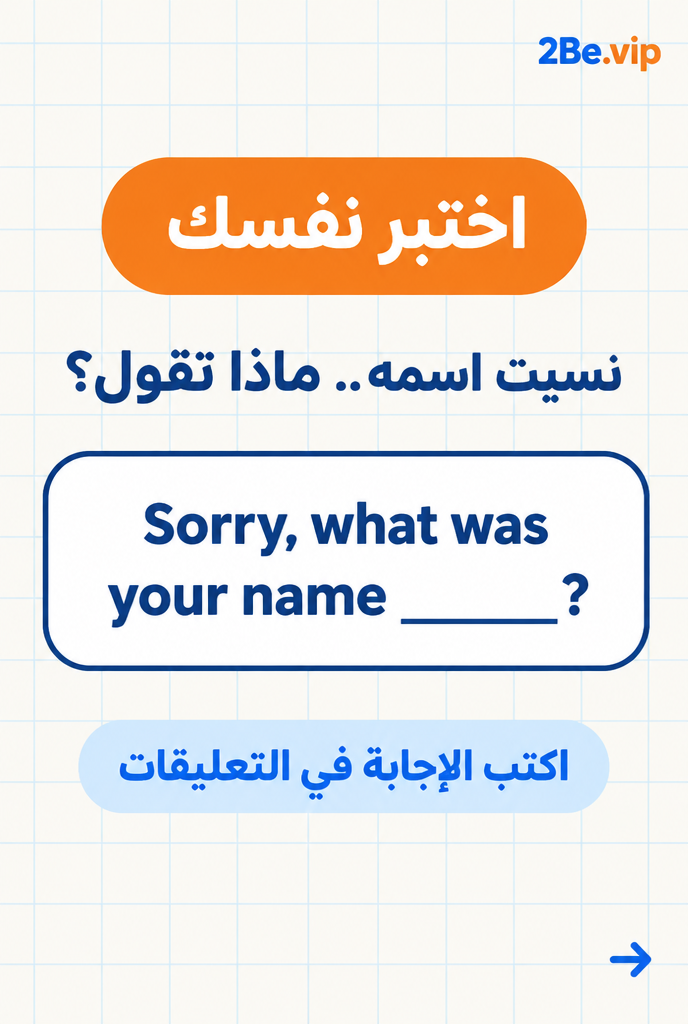 2Be.vip
اختبر نفسك
نسيت اسمه.. ماذا تقول؟
Sorry, what was
your name ______?
اكتب الإجابة في التعليقات